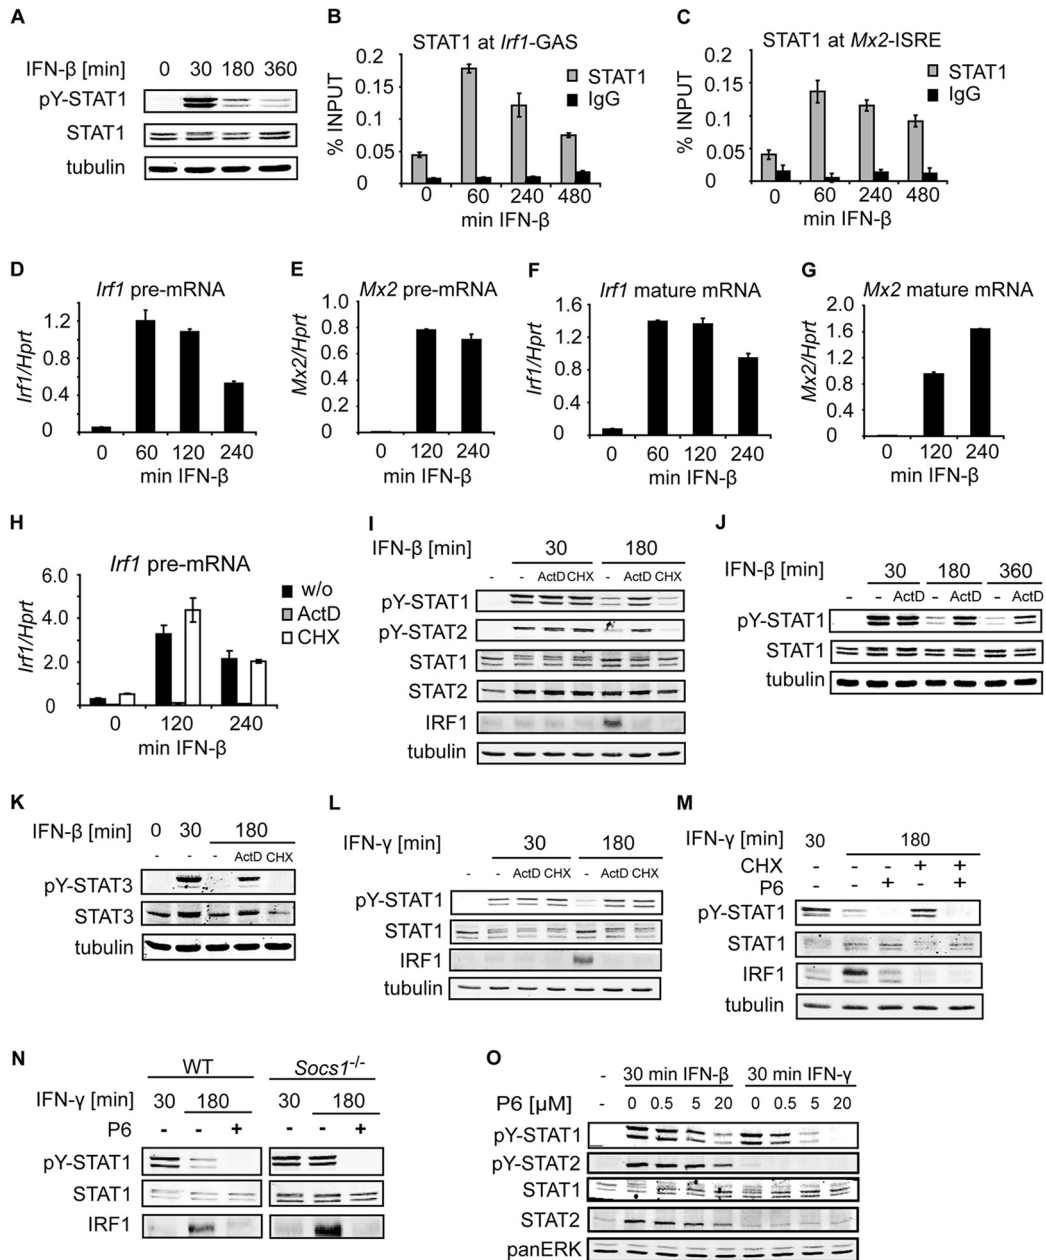 A
IFN-β [min] 0 30 180 360
pY-STAT1
STAT1
tubulin
B
STAT1 at Irf1-GAS
% INPUT
0.2
0.15
0.1
0.05
0
STAT1
IgG
0 60 240 480
min IFN-β
C
STAT1 at Mx2-ISRE
% INPUT
0.2
0.15
0.1
0.05
0
STAT1
IgG
0 60 240 480
min IFN-β
D
Irf1 pre-mRNA
Irf1/Hprt
1.2
0.8
0.4
0
0 60 120 240
min IFN-β
E
Mx2 pre-mRNA
Mx2/Hprt
1.0
0.8
0.6
0.4
0.2
0
0 120 240
min IFN-β
F
Irf1 mature mRNA
Irf1/Hprt
1.6
1.2
0.8
0.4
0
0 60 120 240
min IFN-β
G
Mx2 mature mRNA
Mx2/Hprt
2.0
1.6
1.2
0.8
0.4
0
0 120 240
min IFN-β
H
Irf1 pre-mRNA
Irf1/Hprt
6.0
4.0
2.0
0
w/o
ActD
CHX
0 120 240
min IFN-β
I
IFN-β [min] 30 180
- - ActD CHX - ActD CHX
pY-STAT1
pY-STAT2
STAT1
STAT2
IRF1
tubulin
J
IFN-β [min] 30 180 360
- - ActD - ActD - ActD
pY-STAT1
STAT1
tubulin
K
IFN-β [min] 0 30 180
- - - ActD CHX
pY-STAT3
STAT3
tubulin
L
IFN-γ [min] 30 180
- - ActD CHX - ActD CHX
pY-STAT1
STAT1
IRF1
tubulin
M
IFN-γ [min] 30 180
CHX - - - + +
P6 - - + - +
pY-STAT1
STAT1
IRF1
tubulin
N
WT Socs1-/-
IFN-γ [min] 30 180 30 180
P6 - - + - - +
pY-STAT1
STAT1
IRF1
O
- 30 min IFN-β 30 min IFN-γ
P6 [µM] - 0 0.5 5 20 0 0.5 5 20
pY-STAT1
pY-STAT2
STAT1
STAT2
panERK